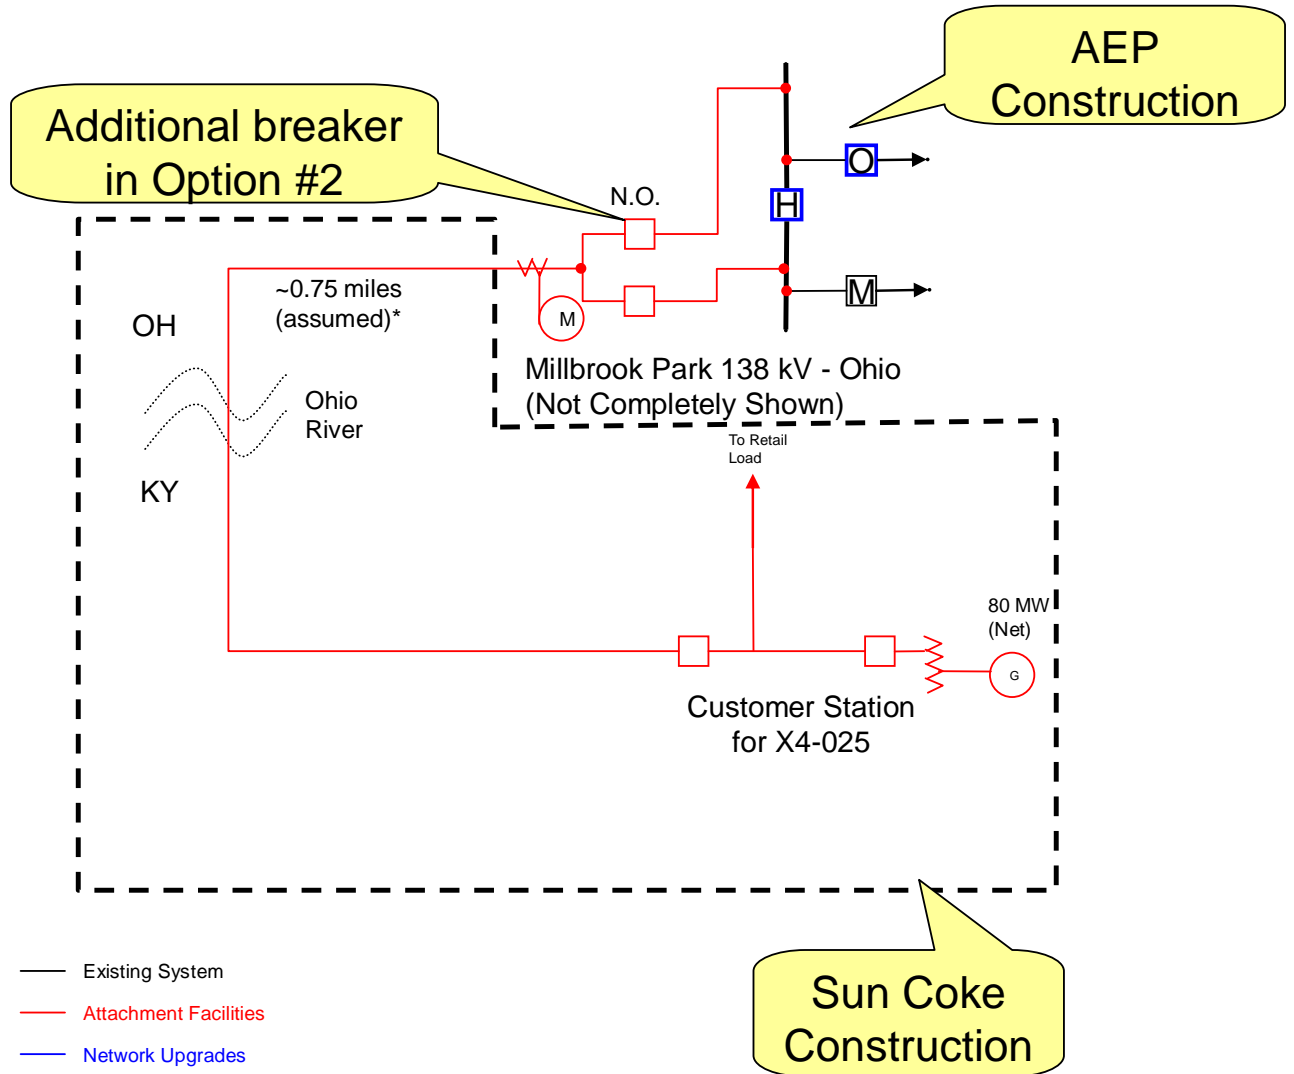 AEP
Construction
Additional breaker
in Option #2
N.O.
O
H
M
~0.75 miles
(assumed)*
M
OH
Millbrook Park 138 kV - Ohio
(Not Completely Shown)
Ohio
River
KY
To Retail
Load
80 MW
(Net)
G
Customer Station
for X4-025
Existing System
Attachment Facilities
Network Upgrades
Sun Coke
Construction